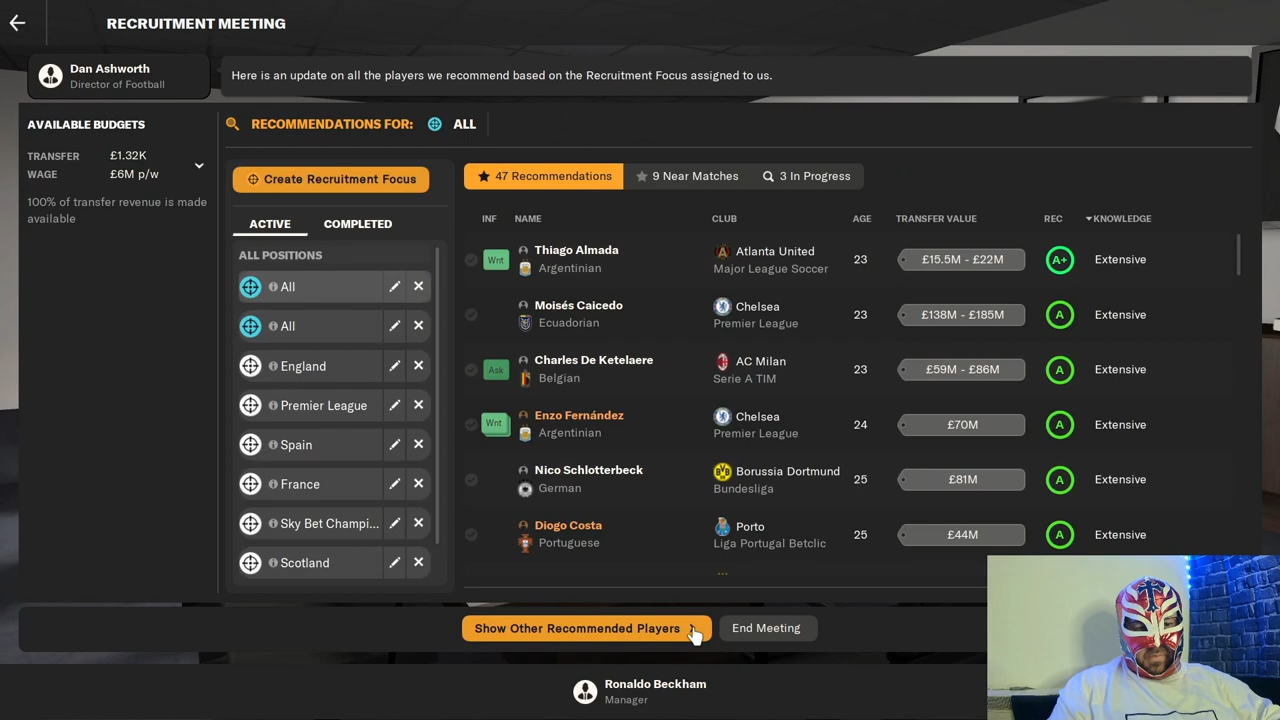 RECRUITMENT MEETING
Dan Ashworth
Director of Football
Here is an update on all the players we recommend based on the Recruitment Focus assigned to us.
AVAILABLE BUDGETS
TRANSFER £1.32K
WAGE £6M p/w
100% of transfer revenue is made
available
RECOMMENDATIONS FOR: ALL
Create Recruitment Focus
ACTIVE COMPLETED
ALL POSITIONS
All
All
England
Premier League
Spain
France
Sky Bet Champi...
Scotland
47 Recommendations 9 Near Matches 3 In Progress
INF NAME CLUB AGE TRANSFER VALUE REC KNOWLEDGE
Wnt Thiago Almada Atlanta United 23 £15.5M - £22M A+ Extensive
Argentinian Major League Soccer
Moisés Caicedo Chelsea 23 £138M - £185M A Extensive
Ecuadorian Premier League
Ask Charles De Ketelaere AC Milan 23 £59M - £86M A Extensive
Belgian Serie A TIM
Wnt Enzo Fernández Chelsea 24 £70M A Extensive
Argentinian Premier League
Nico Schlotterbeck Borussia Dortmund 25 £81M A Extensive
German Bundesliga
Diogo Costa Porto 25 £44M A Extensive
Portuguese Liga Portugal Betclic
Show Other Recommended Players End Meeting
Ronaldo Beckham
Manager